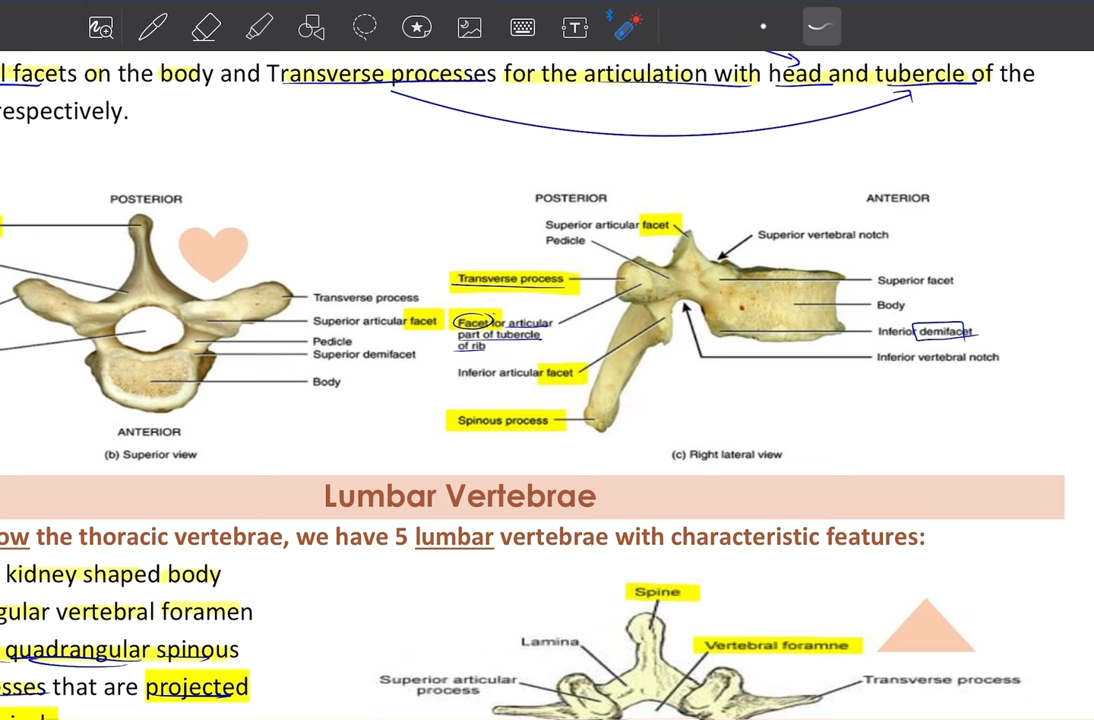 l facets on the body and Transverse processes for the articulation with head and tubercle of the
respectively.
POSTERIOR
POSTERIOR
ANTERIOR
Superior articular facet
Pedicle
Superior vertebral notch
Transverse process
Superior facet
Transverse process
Body
Superior articular facet
Facet for articular
part of tubercle
of rib
Inferior demifacet
Pedicle
Superior demifacet
Inferior vertebral notch
Inferior articular facet
Body
Spinous process
ANTERIOR
(b) Superior view
(c) Right lateral view
Lumbar Vertebrae
ow the thoracic vertebrae, we have 5 lumbar vertebrae with characteristic features:
kidney shaped body
gular vertebral foramen
quadrangular spinous
sses that are projected
Spine
Lamina
Vertebral foramne
Superior articular
process
Transverse process